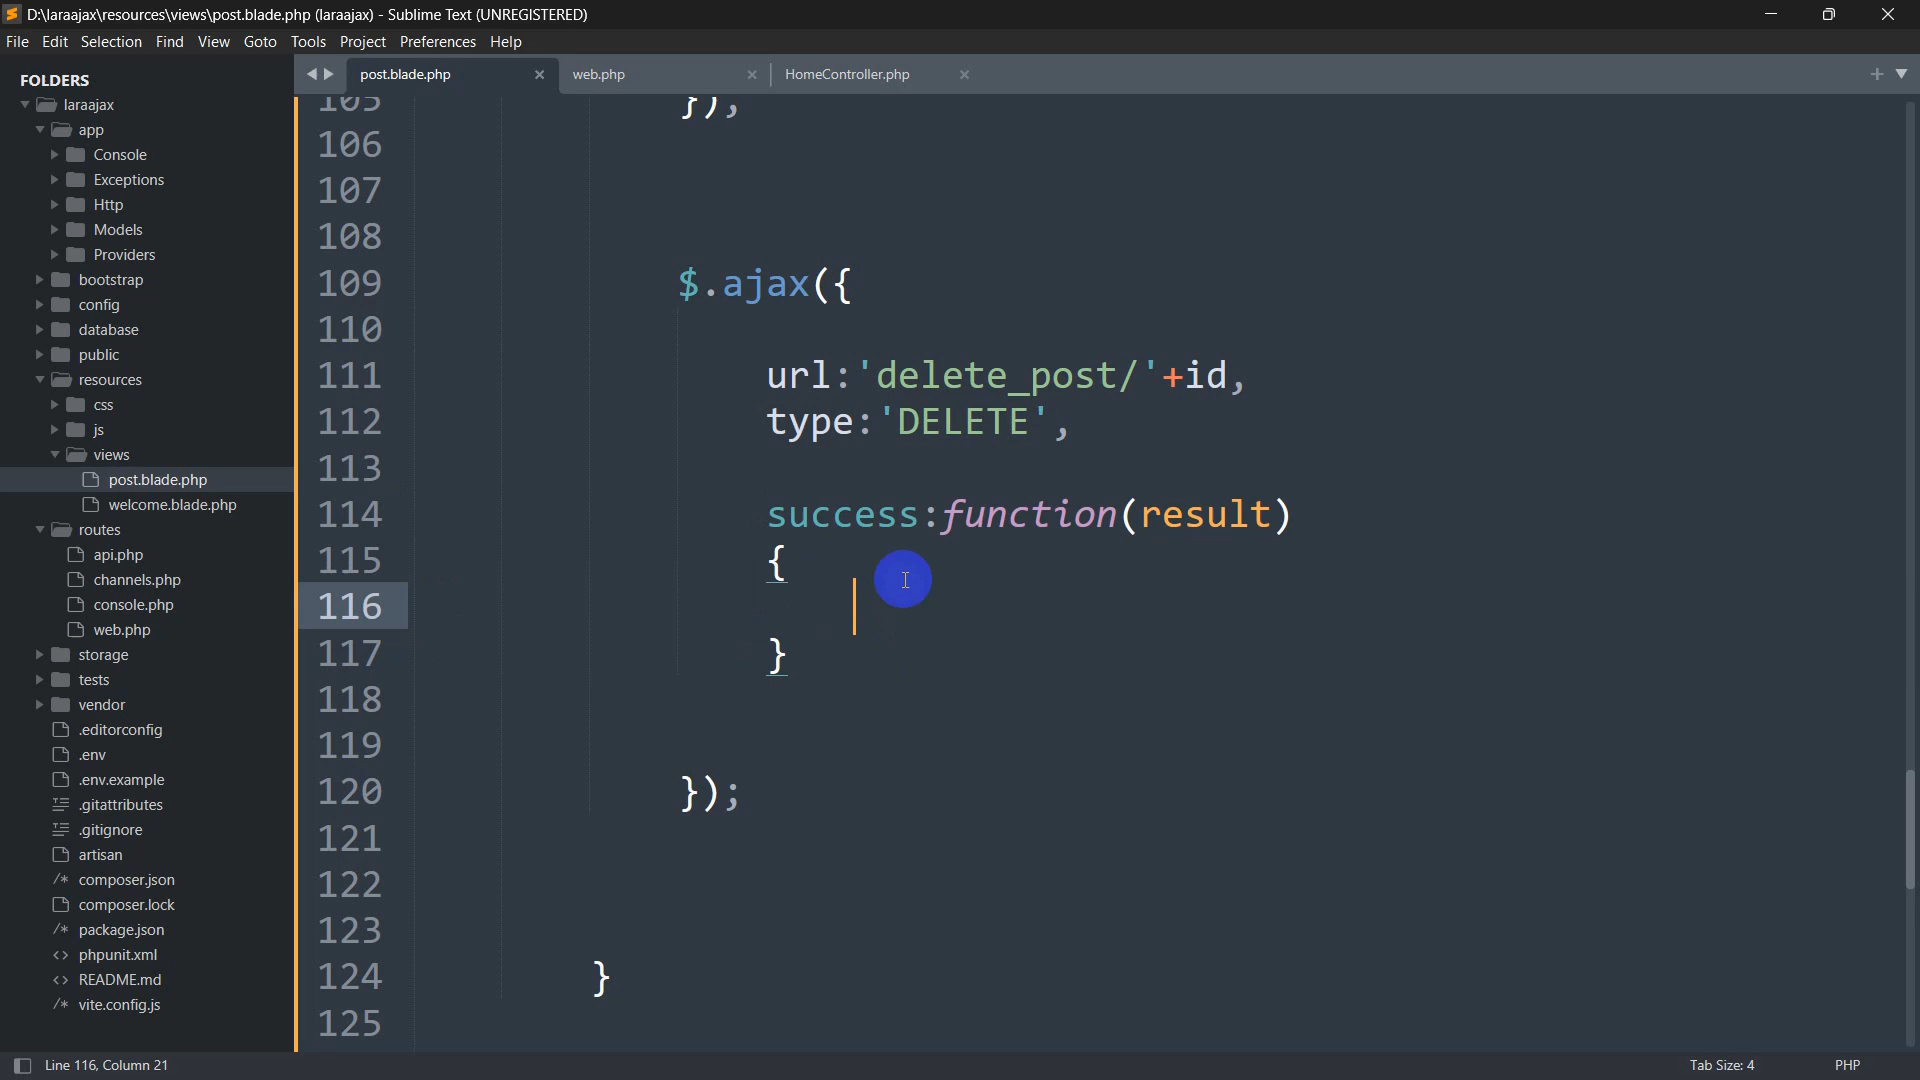 D:\laraajax\resources\views\post.blade.php (laraajax) - Sublime Text (UNREGISTERED)
File Edit Selection Find View Goto Tools Project Preferences Help
FOLDERS
laraajax
app
Console
Exceptions
Http
Models
Providers
bootstrap
config
database
public
resources
css
js
views
post.blade.php
welcome.blade.php
routes
api.php
channels.php
console.php
web.php
storage
tests
vendor
.editorconfig
.env
.env.example
.gitattributes
.gitignore
artisan
/* composer.json
composer.lock
/* package.json
<> phpunit.xml
<> README.md
/* vite.config.js
post.blade.php × web.php × HomeController.php × +
105 });
106
107
108
109 $.ajax({
110
111 url:'delete_post/'+id,
112 type:'DELETE',
113
114 success:function(result)
115 {
116
117 }
118
119
120 });
121
122
123
124 }
125
Line 116, Column 21
Tab Size: 4 PHP